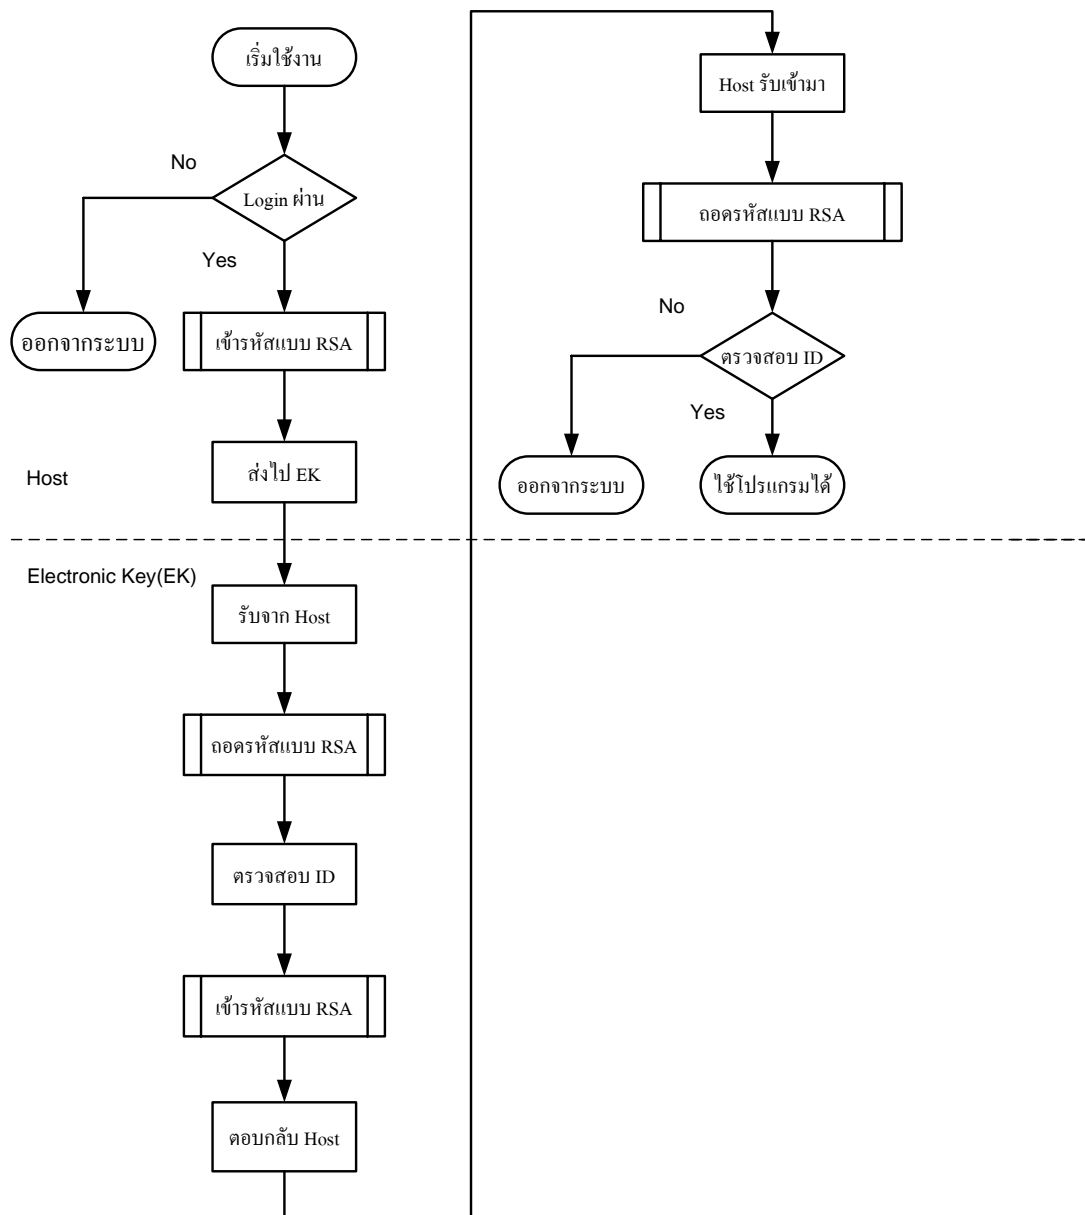 เริ่มใช้งาน
No
Login ผ่าน
Yes
ออกจากระบบ
เข้ารหัสแบบ RSA
Host
ส่งไป EK
Electronic Key(EK)
รับจาก Host
ถอดรหัสแบบ RSA
ตรวจสอบ ID
เข้ารหัสแบบ RSA
ตอบกลับ Host
Host รับเข้ามา
ถอดรหัสแบบ RSA
No
ตรวจสอบ ID
Yes
ออกจากระบบ
ใช้โปรแกรมได้